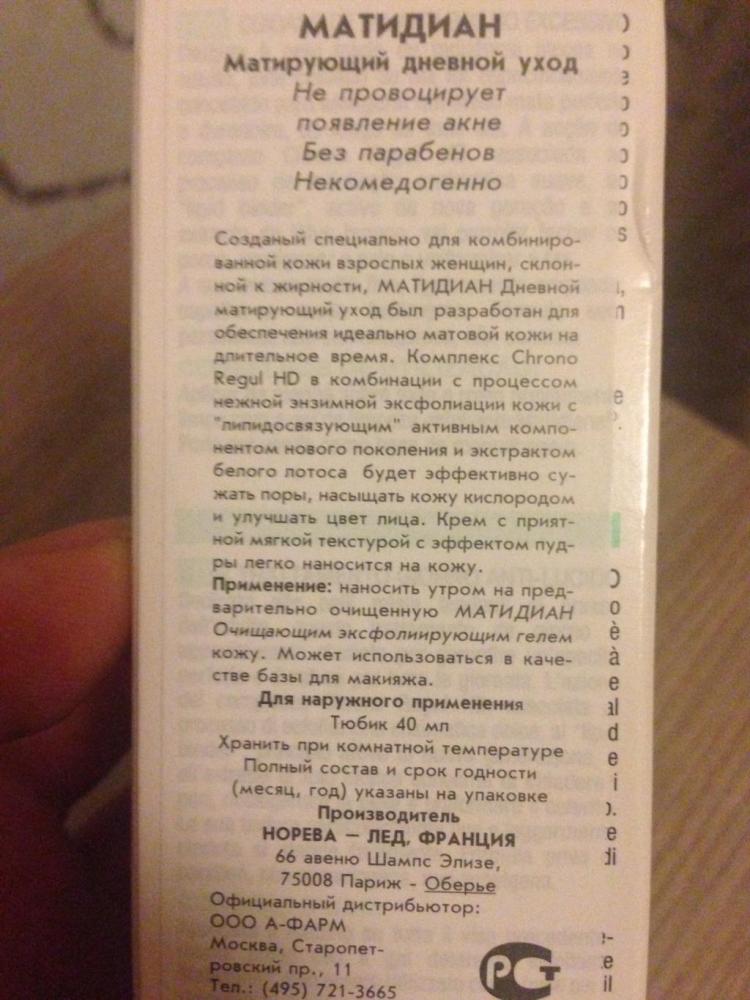 МАТИДИАН
Матирующий дневной уход
Не провоцирует
появление акне
Без парабенов
Некомедогенно
Созданый специально для комбиниро-
ванной кожи взрослых женщин, склон-
ной к жирности, МАТИДИАН Дневной
матирующий уход был разработан для
обеспечения идеально матовой кожи на
длительное время. Комплекс Chrono
Regul HD в комбинации с процессом
нежной энзимной эксфолиации кожи с
"липидосвязующим" активным компо-
нентом нового поколения и экстрактом
белого лотоса будет эффективно су-
жать поры, насыщать кожу кислородом
и улучшать цвет лица. Крем с прият-
ной мягкой текстурой с эффектом пуд-
ры легко наносится на кожу.
Применение: наносить утром на пред-
варительно очищенную МАТИДИАН
Очищающим эксфолиирующим гелем
кожу. Может использоваться в каче-
стве базы для макияжа.
Для наружного применения
Тюбик 40 мл
Хранить при комнатной температуре
Полный состав и срок годности
(месяц, год) указаны на упаковке
Производитель
НОРЕВА – ЛЕД, ФРАНЦИЯ
66 авеню Шампс Элизе,
75008 Париж - Оберье
Официальный дистрибьютор:
ООО А-ФАРМ
Москва, Старопет-
ровский пр., 11
Тел.: (495) 721-3665
РСТ